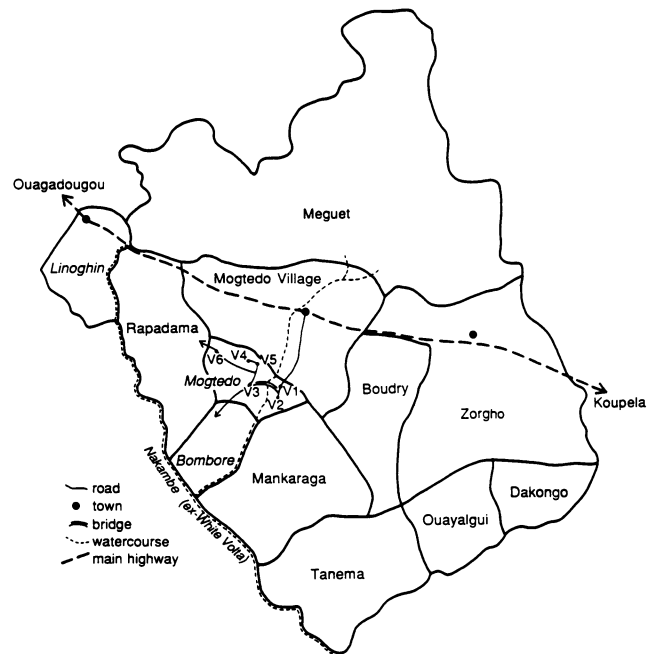 Ouagadougou
Meguet
Linoghin
Mogtedo Village
Rapadama
V6
V4
V5
Mogtedo
V3
V1
V2
Boudry
Zorgho
Koupela
Bombore
Mankaraga
Nakambe (ex-White Volta)
Ouayalgui
Dakongo
Tanema
road
town
bridge
watercourse
main highway